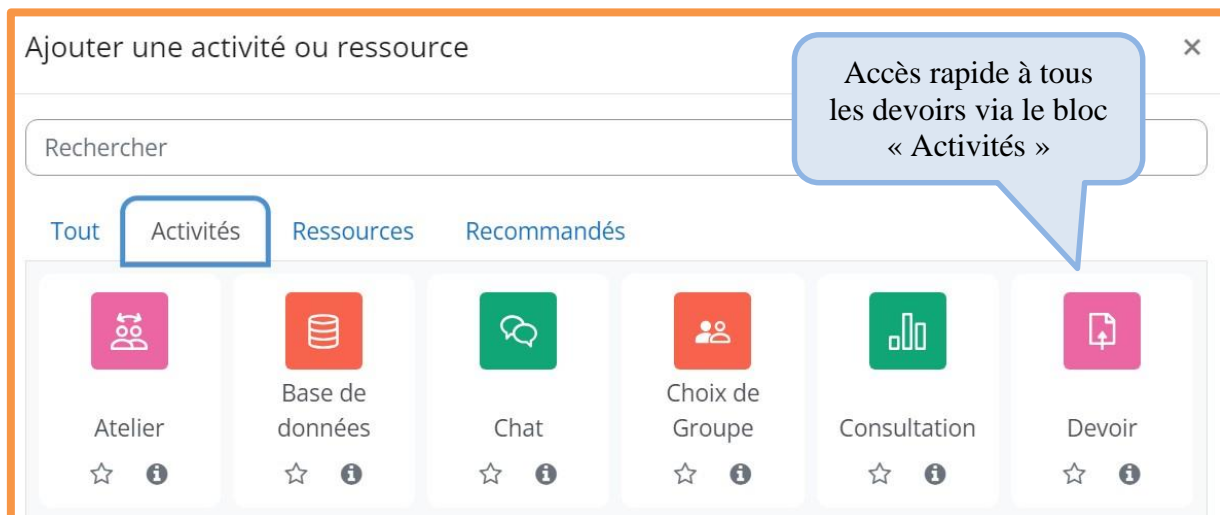 Ajouter une activité ou ressource
×
Accès rapide à tous
les devoirs via le bloc
« Activités »
Rechercher
Tout Activités Ressources Recommandés
Atelier
Base de
données
Chat
Choix de
Groupe
Consultation
Devoir